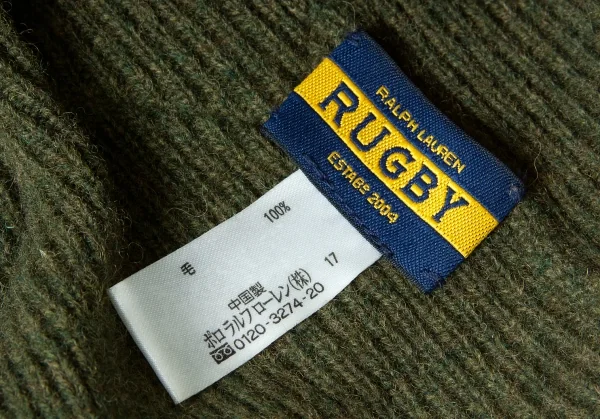 RALPH LAUREN
RUGBY
ESTABd 2004
毛 100%
17
中国製
ポロ ラルフ ローレン(株)
0120-3274-20